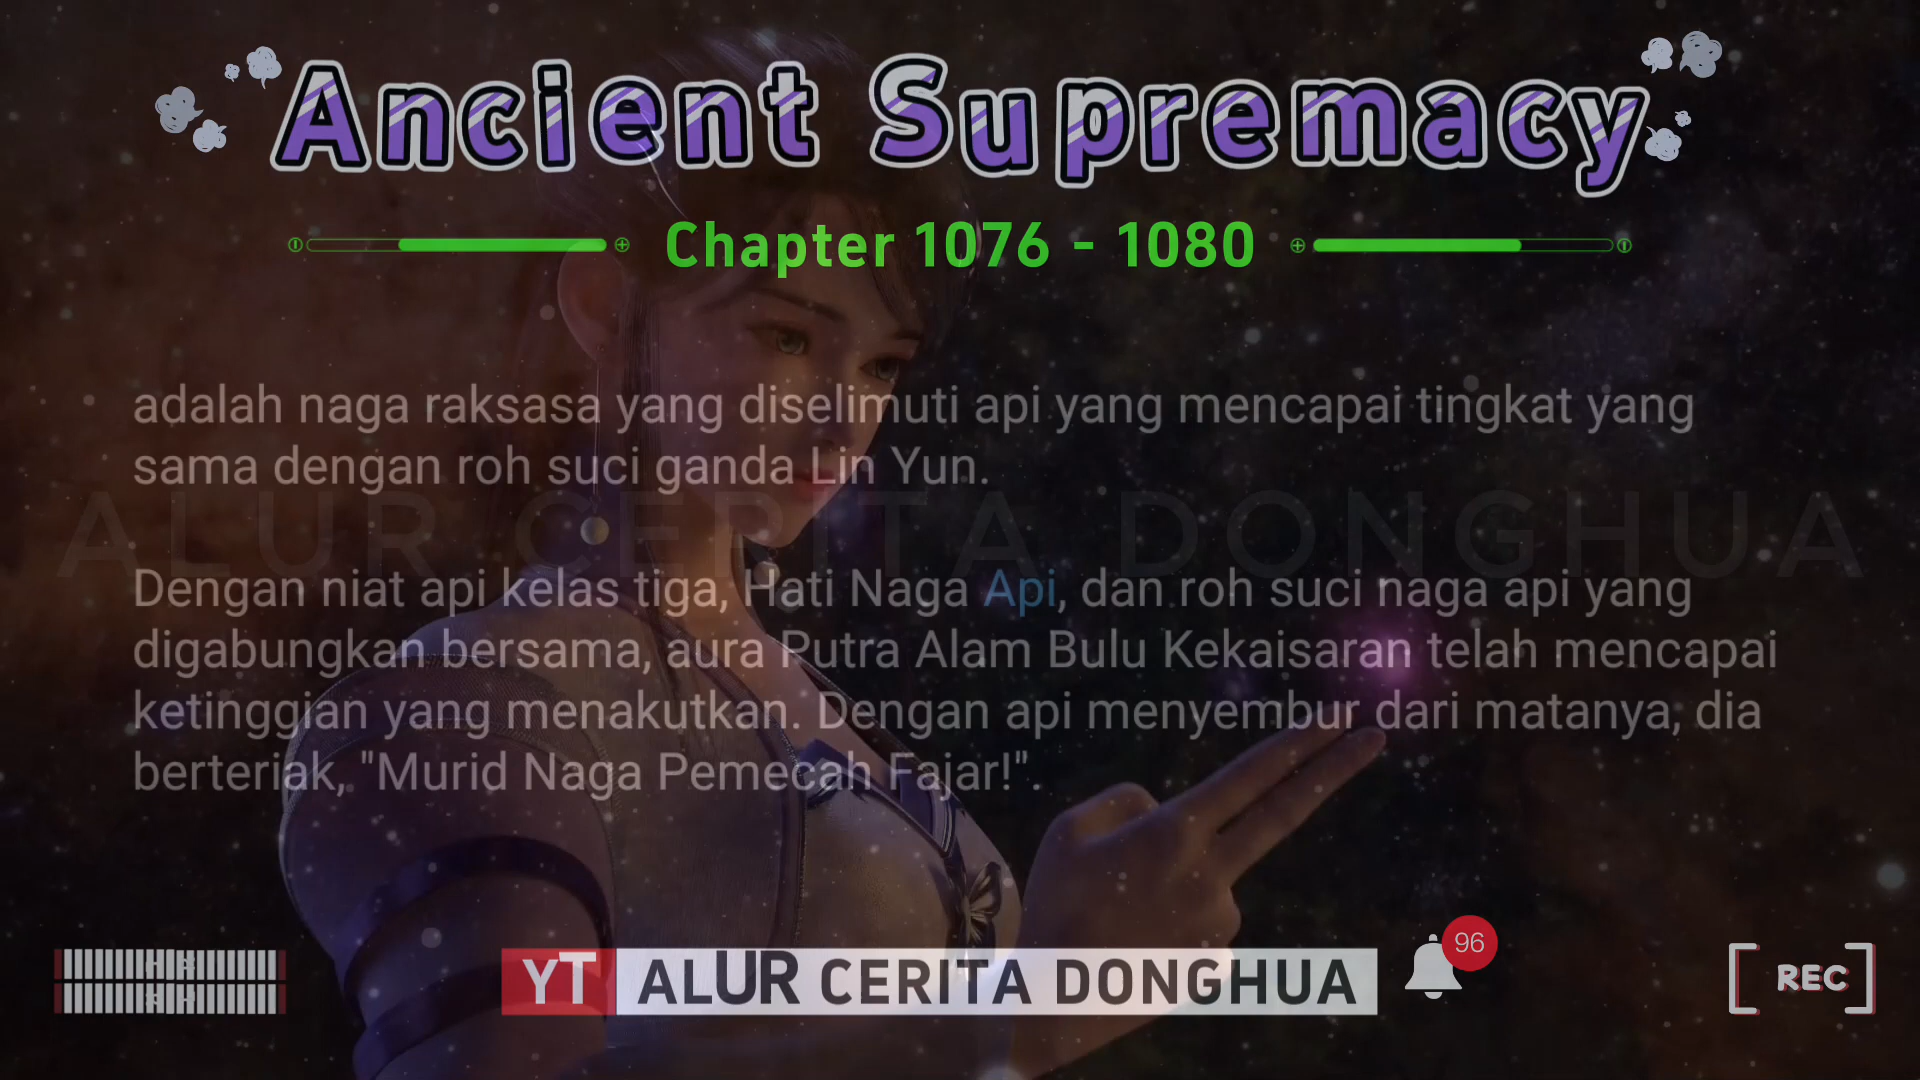 Ancient Supremacy
Chapter 1076 - 1080
adalah naga raksasa yang diselimuti api yang mencapai tingkat yang
sama dengan roh suci ganda Lin Yun.
ALUR CERITA DONGHUA
Dengan niat api kelas tiga, Hati Naga Api, dan roh suci naga api yang
digabungkan bersama, aura Putra Alam Bulu Kekaisaran telah mencapai
ketinggian yang menakutkan. Dengan api menyembur dari matanya, dia
berteriak, "Murid Naga Pemecah Fajar!".
YT ALUR CERITA DONGHUA
96
REC